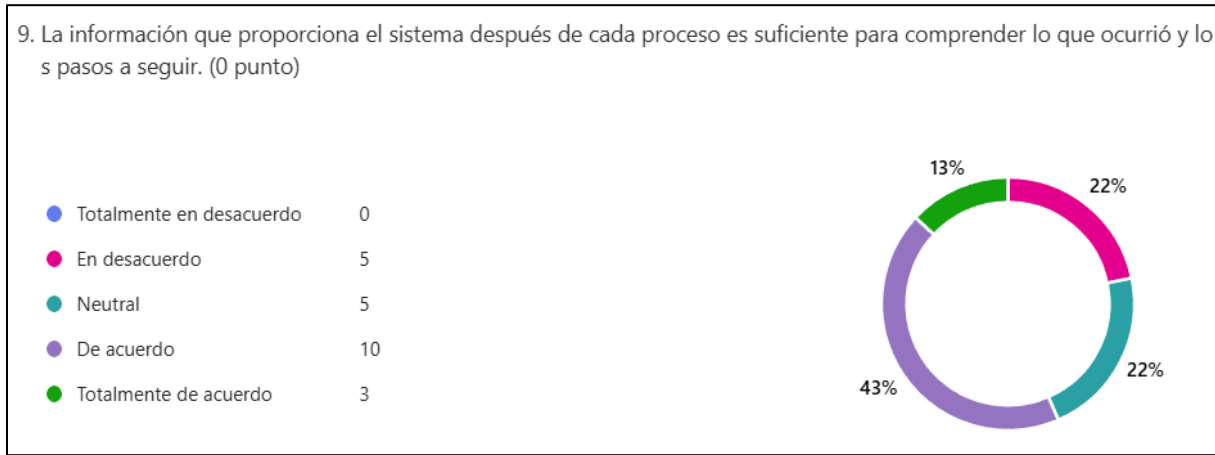 9. La información que proporciona el sistema después de cada proceso es suficiente para comprender lo que ocurrió y lo
s pasos a seguir. (0 punto)
13%
22%
Totalmente en desacuerdo 0
En desacuerdo 5
Neutral 5
De acuerdo 10
Totalmente de acuerdo 3
22%
43%